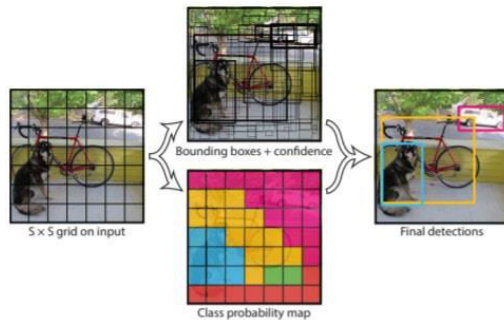 Bounding boxes + confidence
S × S grid on input
Final detections
Class probability map